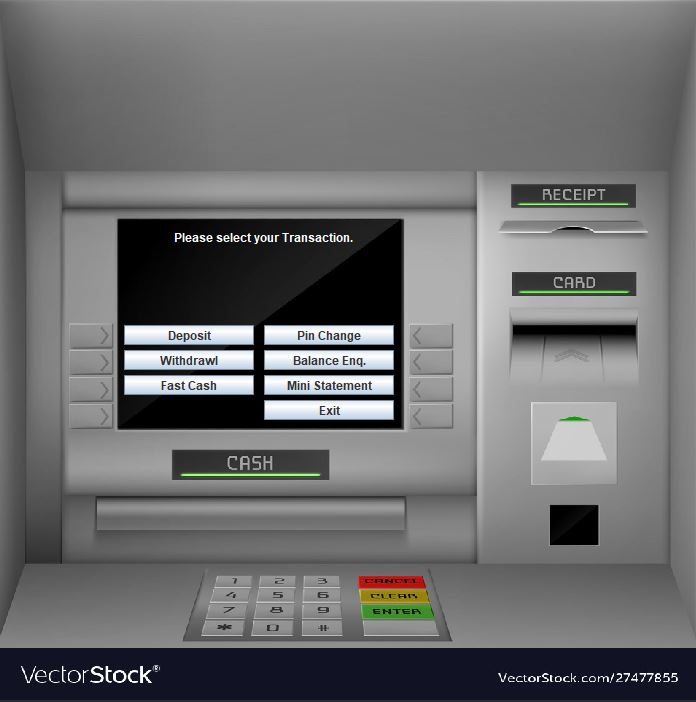 RECEIPT
Please select your Transaction.
CARD
Deposit
Pin Change
Withdrawl
Balance Enq.
Fast Cash
Mini Statement
Exit
CASH
1 2 3 CANCEL
4 5 6 CLEAR
7 8 9 ENTER
* 0 #
VectorStock®
VectorStock.com/27477855